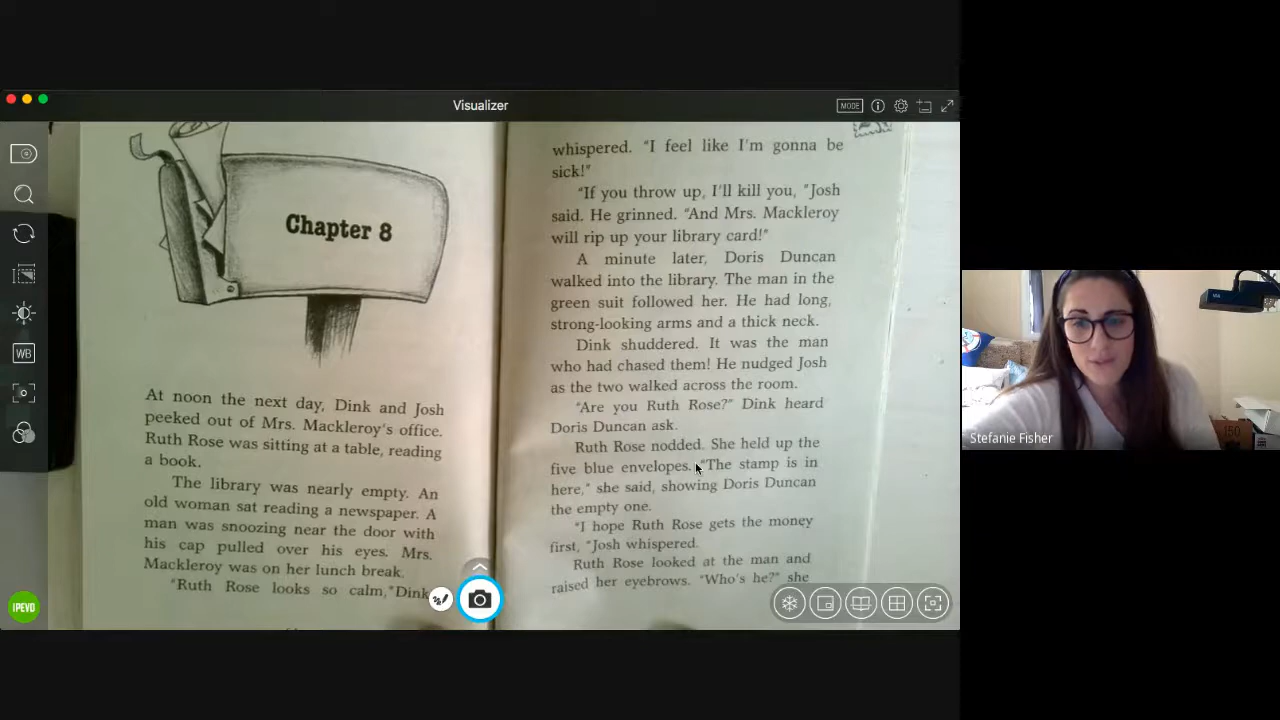 Visualizer
MODE
WB
IPEVO
Chapter 8
At noon the next day, Dink and Josh
peeked out of Mrs. Mackleroy's office.
Ruth Rose was sitting at a table, reading
a book.
The library was nearly empty. An
old woman sat reading a newspaper. A
man was snoozing near the door with
his cap pulled over his eyes. Mrs.
Mackleroy was on her lunch break.
"Ruth Rose looks so calm,"Dink
whispered. "I feel like I'm gonna be
sick!"
"If you throw up, I'll kill you, "Josh
said. He grinned. "And Mrs. Mackleroy
will rip up your library card!"
A minute later, Doris Duncan
walked into the library. The man in the
green suit followed her. He had long,
strong-looking arms and a thick neck.
Dink shuddered. It was the man
who had chased them! He nudged Josh
as the two walked across the room.
"Are you Ruth Rose?" Dink heard
Doris Duncan ask.
Ruth Rose nodded. She held up the
five blue envelopes. "The stamp is in
here," she said, showing Doris Duncan
the empty one.
"I hope Ruth Rose gets the money
first, "Josh whispered.
Ruth Rose looked at the man and
raised her eyebrows. "Who's he?" she
Stefanie Fisher